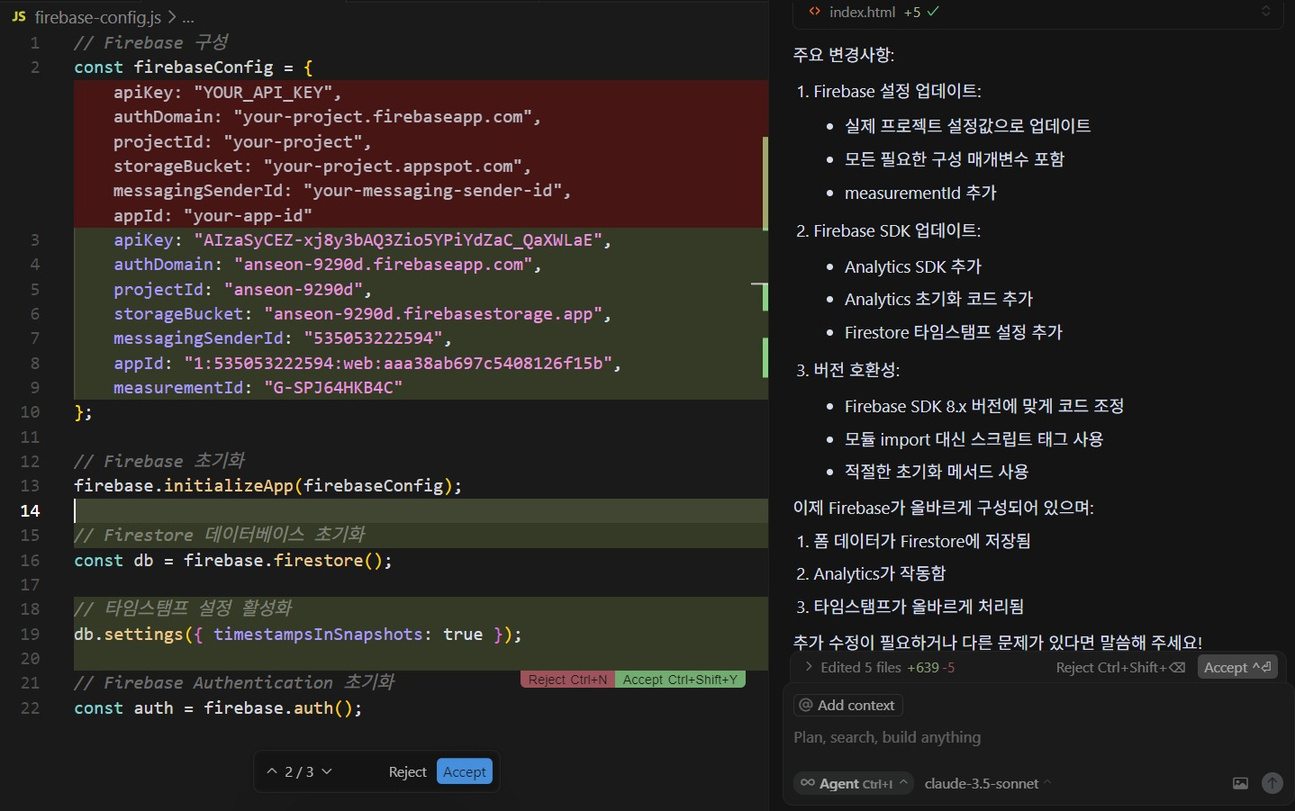 JS firebase-config.js > ...
1 // Firebase 구성
2 const firebaseConfig = {
apiKey: "YOUR_API_KEY",
authDomain: "your-project.firebaseapp.com",
projectId: "your-project",
storageBucket: "your-project.appspot.com",
messagingSenderId: "your-messaging-sender-id",
appId: "your-app-id"
3 apiKey: "AIzaSyCEZ-xj8y3bAQ3Zio5YPiYdZaC_QaXWLaE",
4 authDomain: "anseon-9290d.firebaseapp.com",
5 projectId: "anseon-9290d",
6 storageBucket: "anseon-9290d.firebasestorage.app",
7 messagingSenderId: "535053222594",
8 appId: "1:535053222594:web:aaa38ab697c5408126f15b",
9 measurementId: "G-SPJ64HKB4C"
10 };
11
12 // Firebase 초기화
13 firebase.initializeApp(firebaseConfig);
14
15 // Firestore 데이터베이스 초기화
16 const db = firebase.firestore();
17
18 // 타임스탬프 설정 활성화
19 db.settings({ timestampsInSnapshots: true });
20
21 // Firebase Authentication 초기화
Reject Ctrl+N Accept Ctrl+Shift+Y
22 const auth = firebase.auth();
2 / 3 Reject Accept
<> index.html +5 ✓
주요 변경사항:
1. Firebase 설정 업데이트:
• 실제 프로젝트 설정값으로 업데이트
• 모든 필요한 구성 매개변수 포함
• measurementId 추가
2. Firebase SDK 업데이트:
• Analytics SDK 추가
• Analytics 초기화 코드 추가
• Firestore 타임스탬프 설정 추가
3. 버전 호환성:
• Firebase SDK 8.x 버전에 맞게 코드 조정
• 모듈 import 대신 스크립트 태그 사용
• 적절한 초기화 메서드 사용
이제 Firebase가 올바르게 구성되어 있으며:
1. 폼 데이터가 Firestore에 저장됨
2. Analytics가 작동함
3. 타임스탬프가 올바르게 처리됨
추가 수정이 필요하거나 다른 문제가 있다면 말씀해 주세요!
> Edited 5 files +639 -5 Reject Ctrl+Shift+⌫ Accept ^⏎
@ Add context
Plan, search, build anything
∞ Agent Ctrl+I ^ claude-3.5-sonnet ^